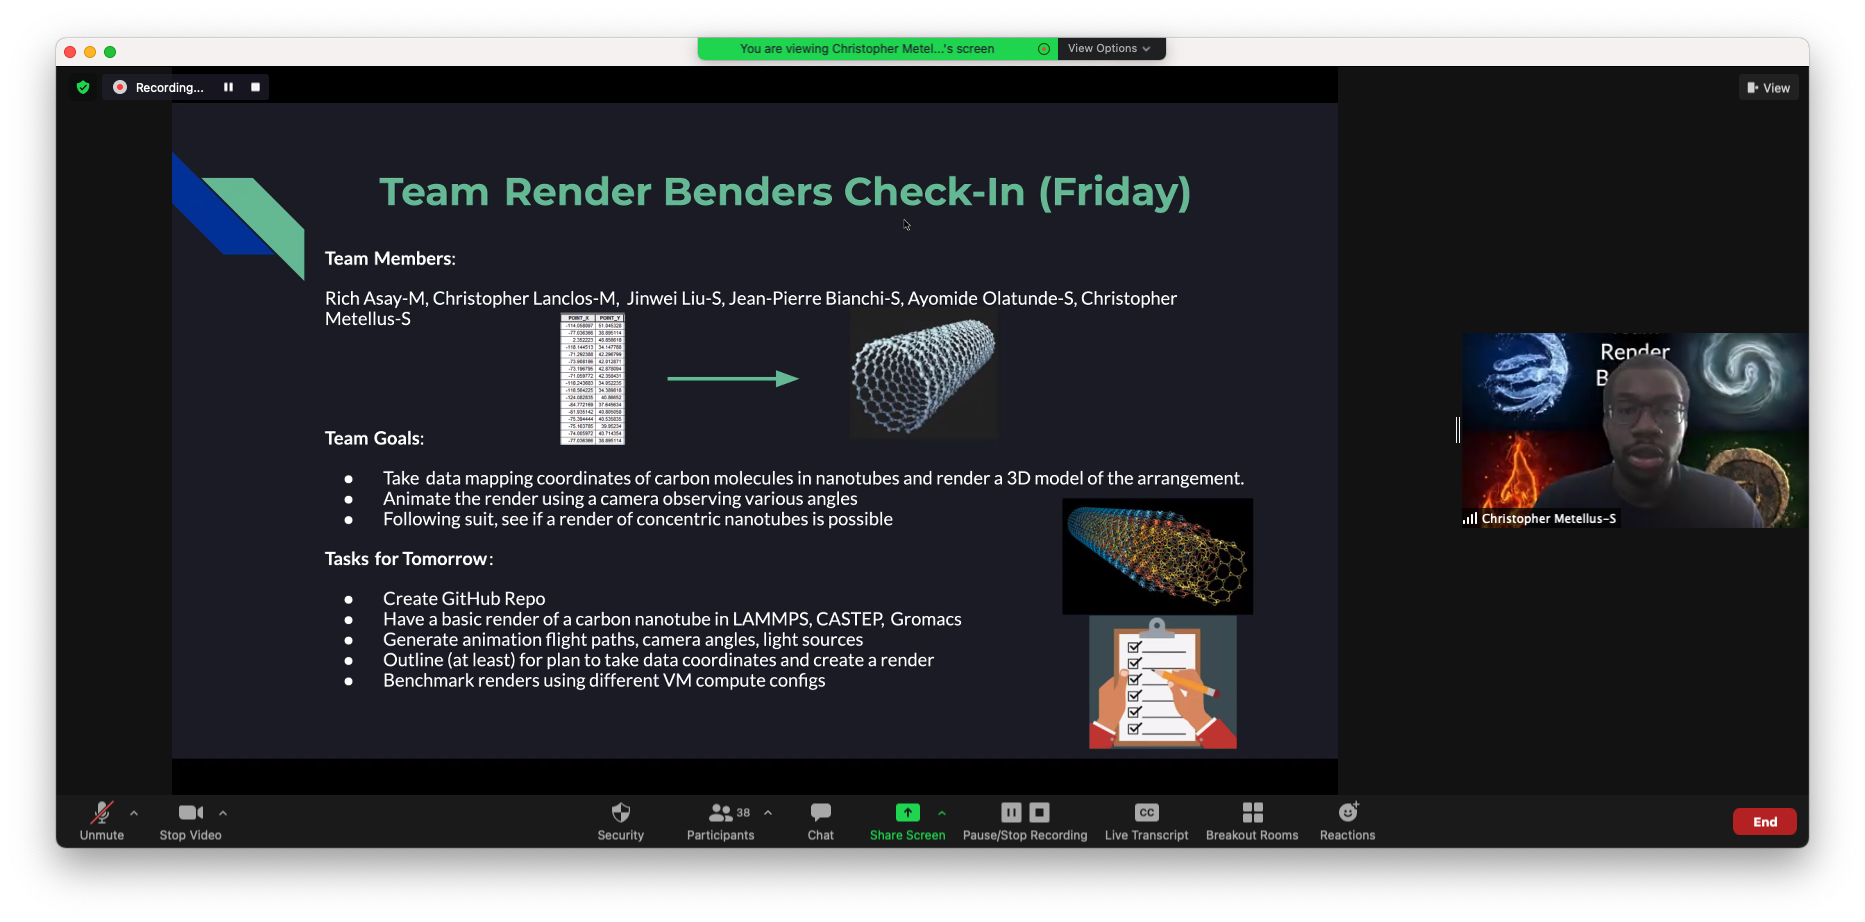 You are viewing Christopher Metel...'s screen
View Options
Recording...
View
Team Render Benders Check-In (Friday)
Team Members:
Rich Asay-M, Christopher Lanclos-M, Jinwei Liu-S, Jean-Pierre Bianchi-S, Ayomide Olatunde-S, Christopher
Metellus-S
POINT_X POINT_Y
Team Goals:
● Take data mapping coordinates of carbon molecules in nanotubes and render a 3D model of the arrangement.
● Animate the render using a camera observing various angles
● Following suit, see if a render of concentric nanotubes is possible
Tasks for Tomorrow:
● Create GitHub Repo
● Have a basic render of a carbon nanotube in LAMMPS, CASTEP, Gromacs
● Generate animation flight paths, camera angles, light sources
● Outline (at least) for plan to take data coordinates and create a render
● Benchmark renders using different VM compute configs
Render
B
Christopher Metellus-S
Unmute
Stop Video
Security
38
Participants
Chat
Share Screen
Pause/Stop Recording
CC
Live Transcript
Breakout Rooms
Reactions
End